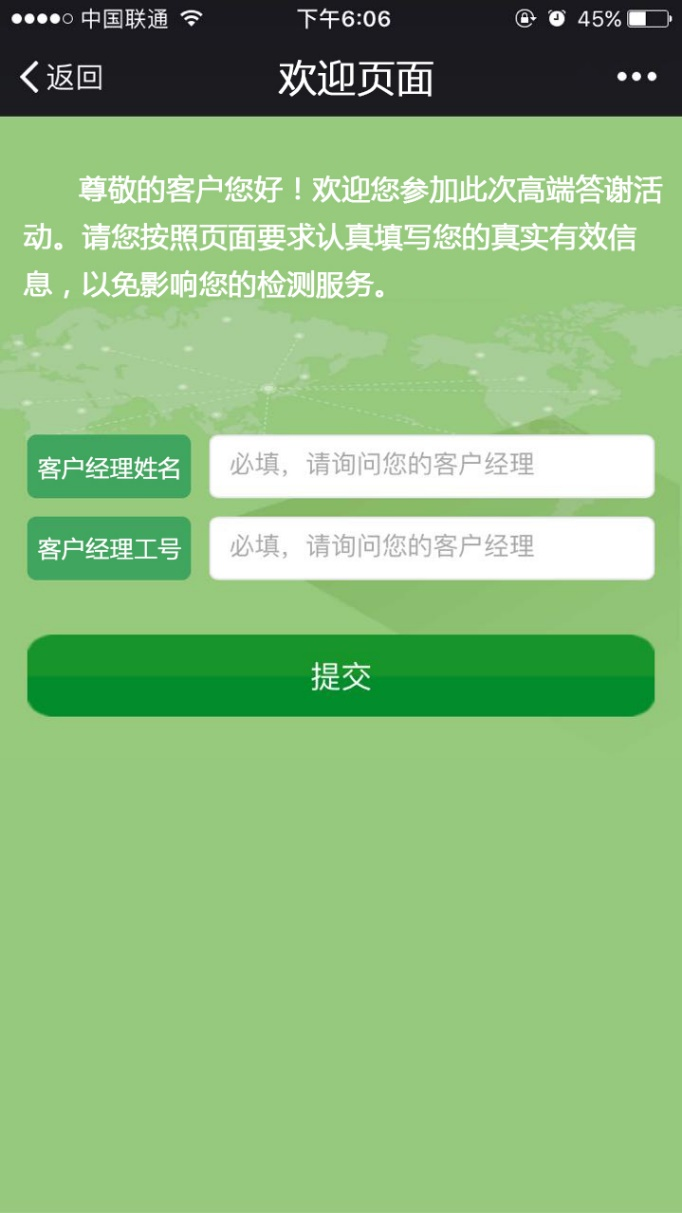 中国联通 下午6:06 45%
返回 欢迎页面
尊敬的客户您好！欢迎您参加此次高端答谢活
动。请您按照页面要求认真填写您的真实有效信
息，以免影响您的检测服务。
客户经理姓名 必填，请询问您的客户经理
客户经理工号 必填，请询问您的客户经理
提交